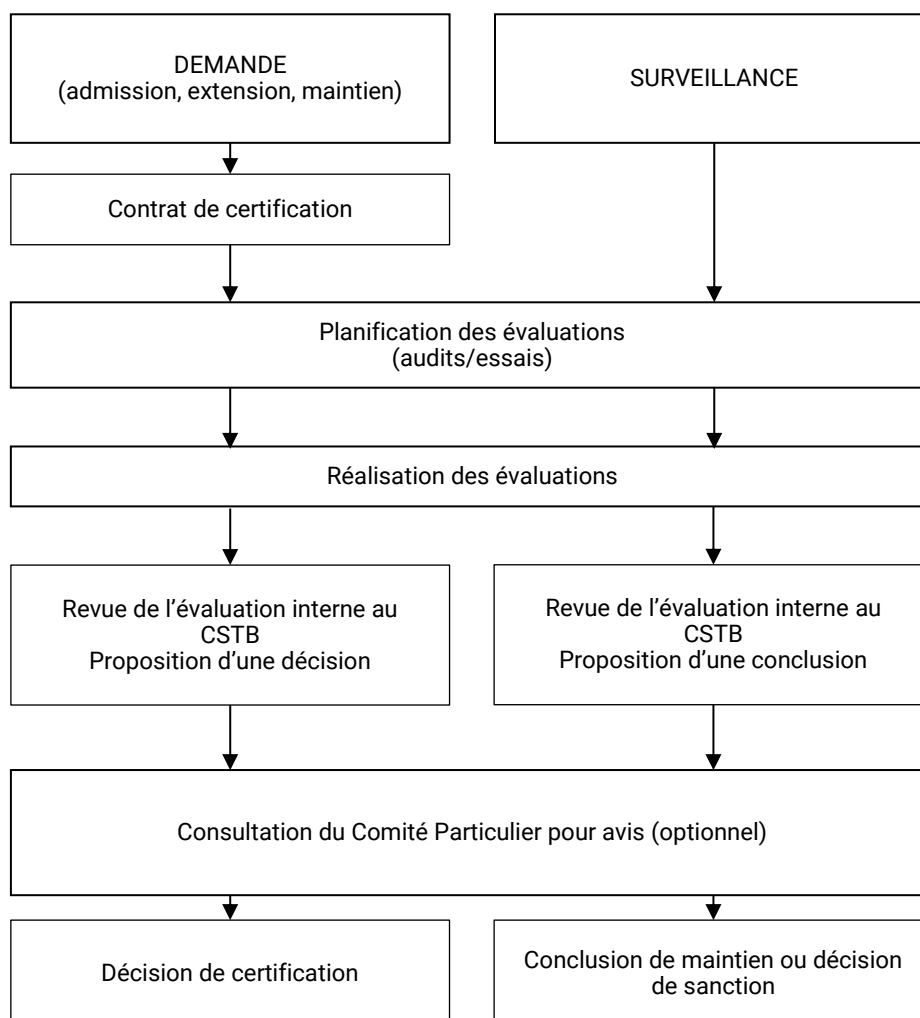 DEMANDE
(admission, extension, maintien)
SURVEILLANCE
Contrat de certification
Planification des évaluations
(audits/essais)
Réalisation des évaluations
Revue de l’évaluation interne au
CSTB
Proposition d’une décision
Revue de l’évaluation interne au
CSTB
Proposition d’une conclusion
Consultation du Comité Particulier pour avis (optionnel)
Décision de certification
Conclusion de maintien ou décision
de sanction